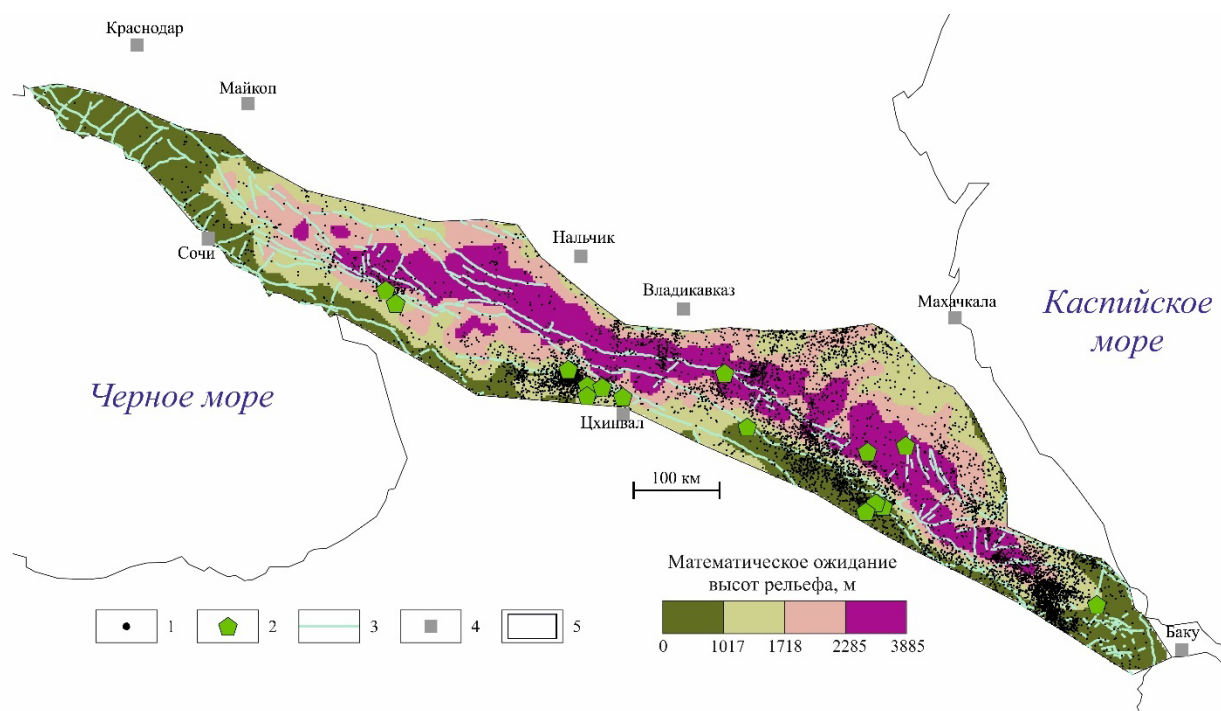 Краснодар
Майкоп
Сочи
Нальчик
Владикавказ
Махачкала
Каспийское
море
Черное море
Цхинвал
100 км
Математическое ожидание
высот рельефа, м
0 1017 1718 2285 3885
1 2 3 4 5
Баку